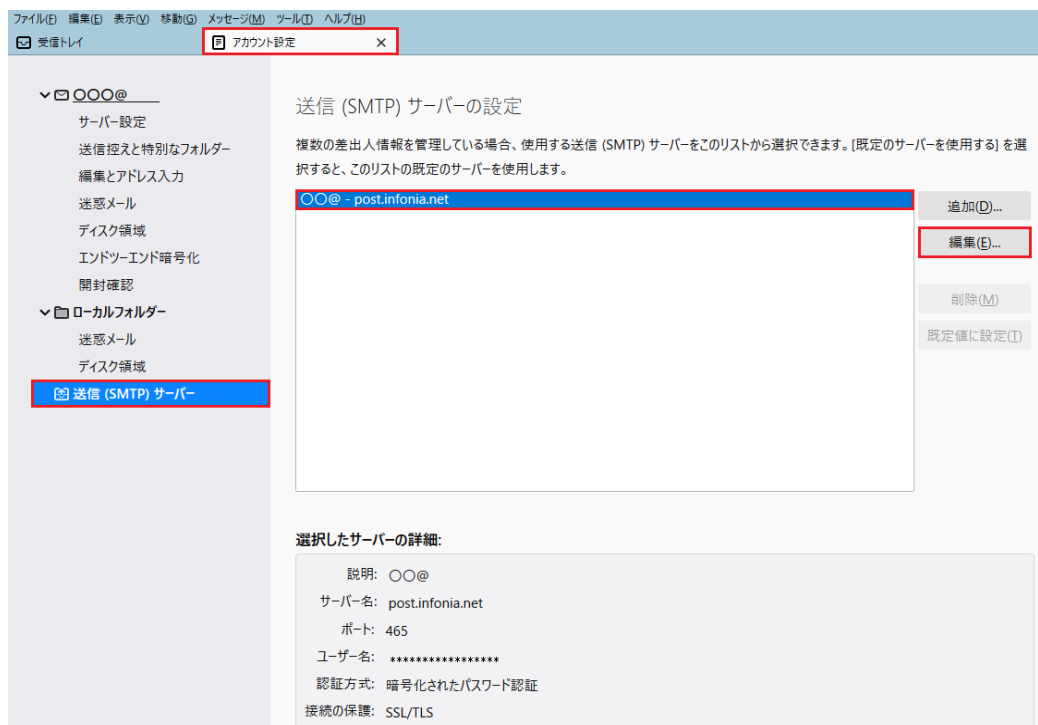 ファイル(F) 編集(E) 表示(V) 移動(G) メッセージ(M) ツール(T) ヘルプ(H)
受信トレイ アカウント設定 ×
○○○@
サーバー設定
送信控えと特別なフォルダー
編集とアドレス入力
迷惑メール
ディスク領域
エンドツーエンド暗号化
開封確認
ローカルフォルダー
迷惑メール
ディスク領域
送信 (SMTP) サーバー
送信 (SMTP) サーバーの設定
複数の差出人情報を管理している場合、使用する送信 (SMTP) サーバーをこのリストから選択できます。[既定のサーバーを使用する] を選
択すると、このリストの既定のサーバーを使用します。
○○@ - post.infonia.net
追加(D)...
編集(E)...
削除(M)
既定値に設定(T)
選択したサーバーの詳細:
説明: ○○@
サーバー名: post.infonia.net
ポート: 465
ユーザー名: *****************
認証方式: 暗号化されたパスワード認証
接続の保護: SSL/TLS